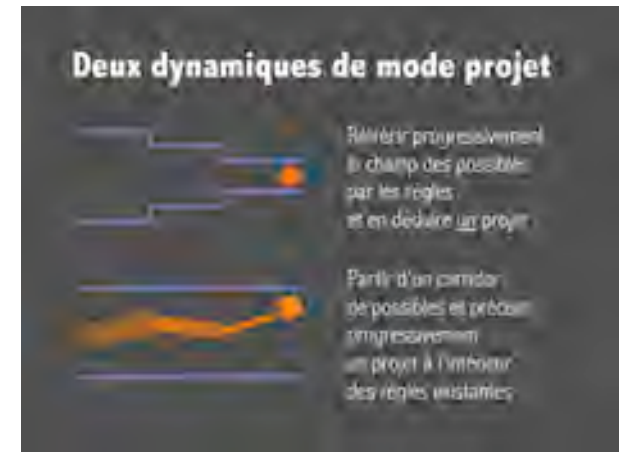 Deux dynamiques de mode projet
progressivement
le champ des possibles
par les règles
et en déduire un projet
Partir d'un corridor
de possibles et préciser
progressivement
un projet à l'intérieur
des règles existantes